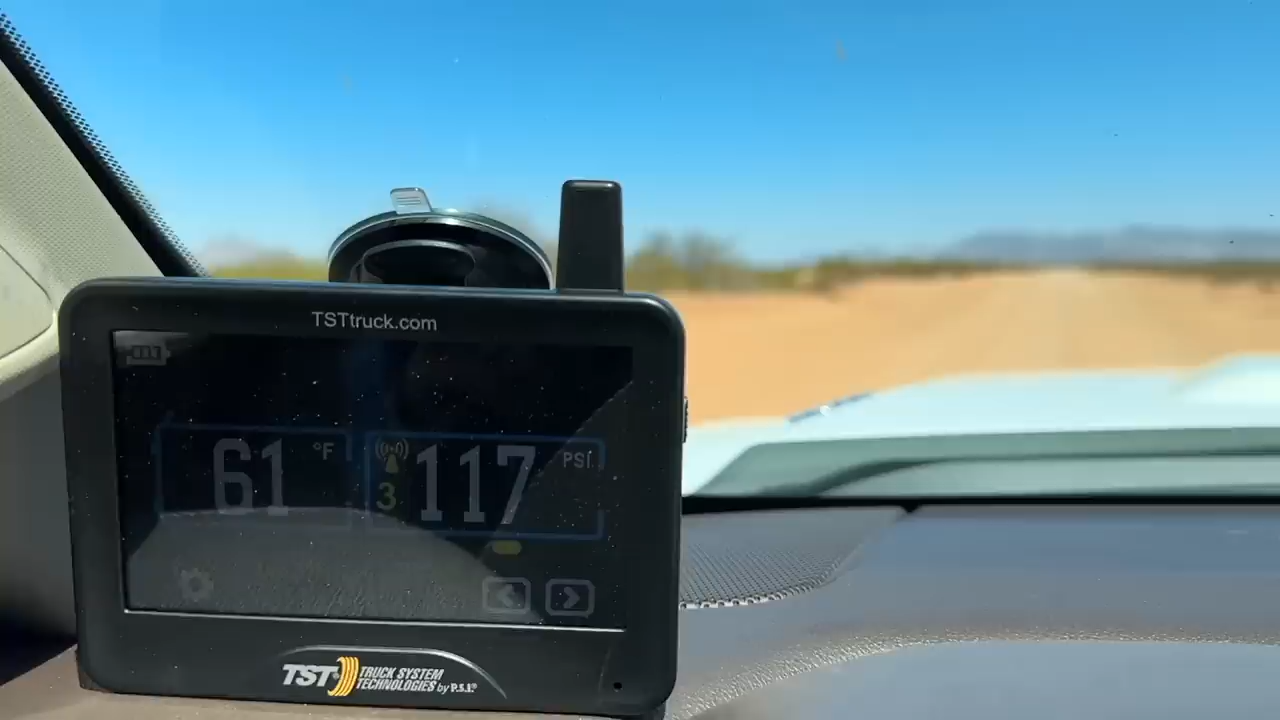 TSTtruck.com
61 °F
3 117 PSI
TST TRUCK SYSTEM
TECHNOLOGIES by P.S.I.®